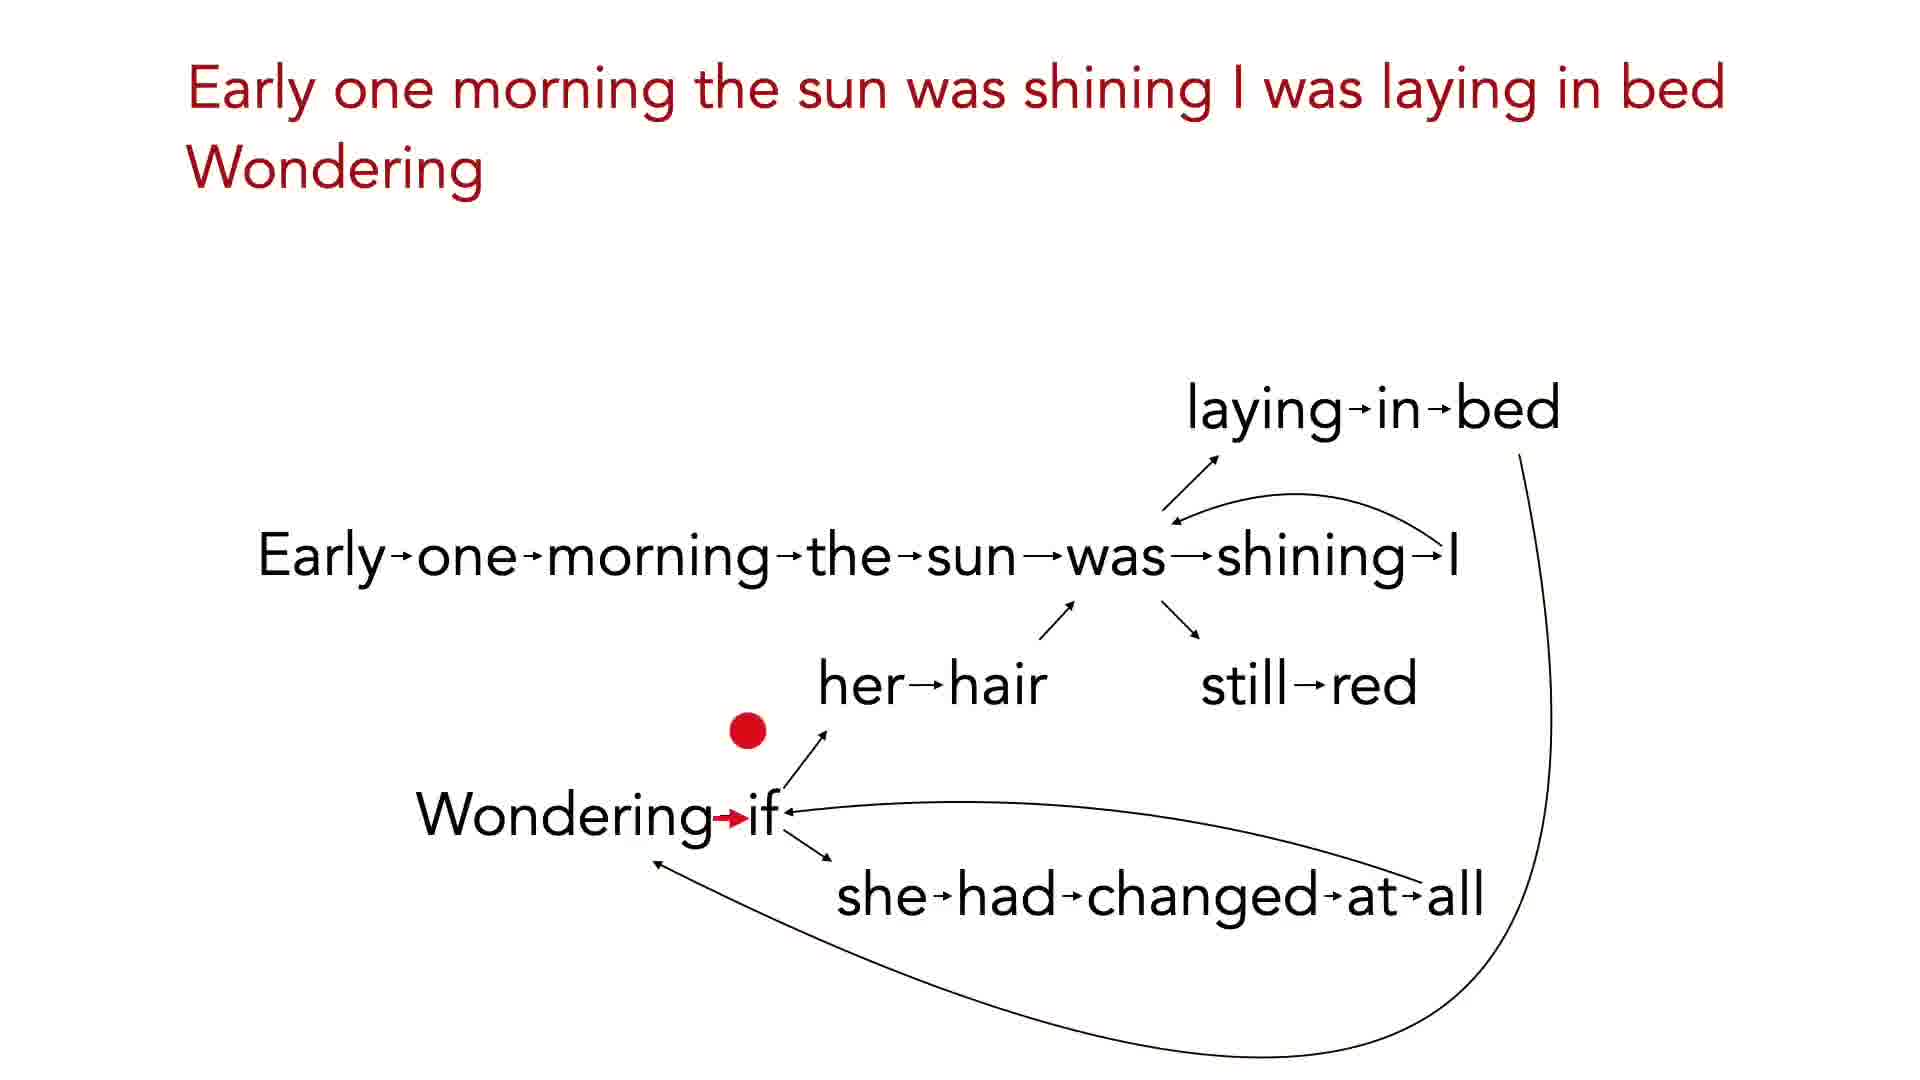 Early one morning the sun was shining I was laying in bed
Wondering
laying in bed
Early one morning the sun was shining I
her hair still red
Wondering if
she had changed at all